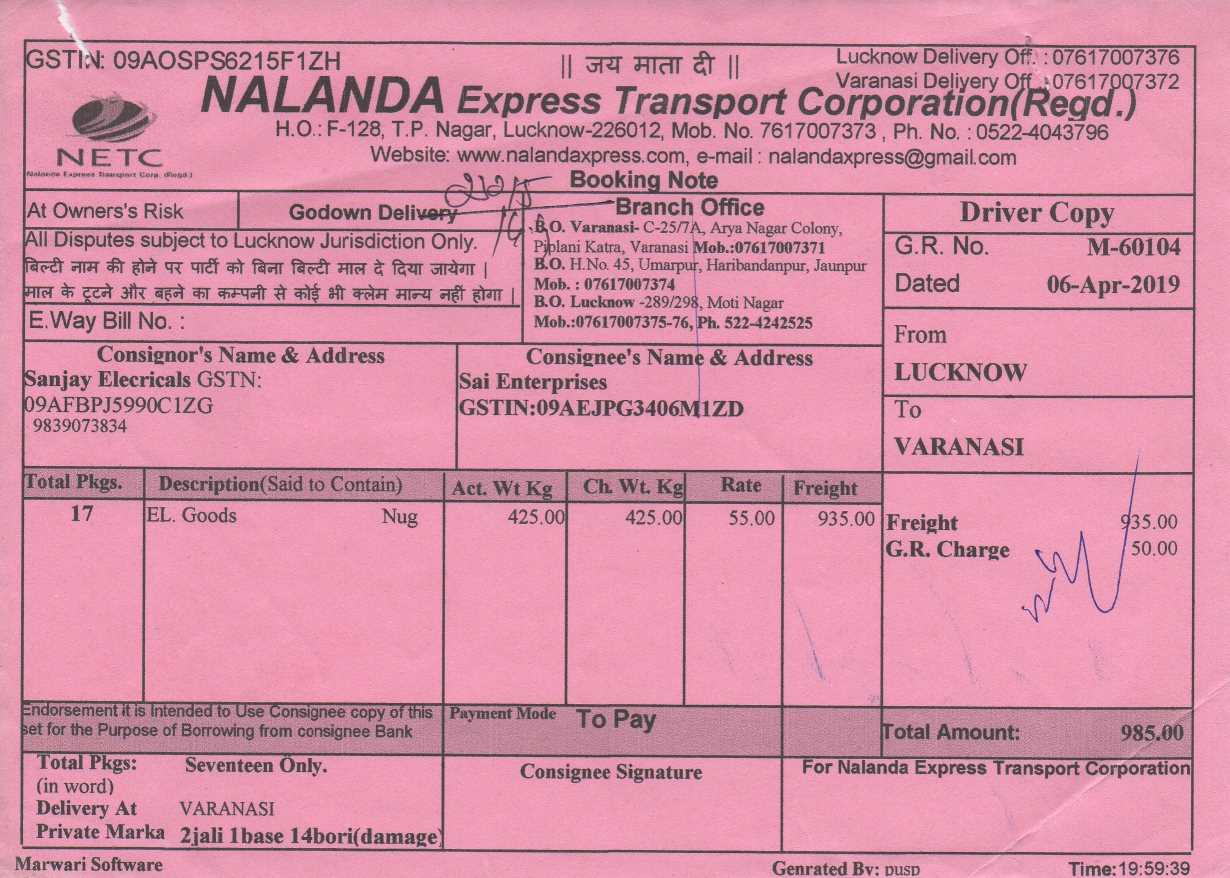 GSTIN: 09AOSPS6215F1ZH
|| जय माता दी ||
Lucknow Delivery Off. : 07617007376
Varanasi Delivery Off. : 07617007372
NALANDA Express Transport Corporation(Regd.)
H.O.: F-128, T.P. Nagar, Lucknow-226012, Mob. No. 7617007373 , Ph. No. : 0522-4043796
Website: www.nalandaxpress.com, e-mail : nalandaxpress@gmail.com
NETC
Nalanda Express Transport Corp. (Regd.)
Booking Note
At Owners's Risk
Godown Delivery
All Disputes subject to Lucknow Jurisdiction Only.
बिल्टी नाम की होने पर पार्टी को बिना बिल्टी माल दे दिया जायेगा |
माल के टूटने और बहने का कम्पनी से कोई भी क्लेम मान्य नहीं होगा |
E.Way Bill No. :
Branch Office
B.O. Varanasi- C-25/7A, Arya Nagar Colony,
Piplani Katra, Varanasi Mob.:07617007371
B.O. H.No. 45, Umarpur, Haribandanpur, Jaunpur
Mob. : 07617007374
B.O. Lucknow -289/298, Moti Nagar
Mob.:07617007375-76, Ph. 522-4242525
Driver Copy
G.R. No. M-60104
Dated 06-Apr-2019
From
LUCKNOW
To
VARANASI
Consignor's Name & Address
Sanjay Elecricals GSTN:
09AFBPJ5990C1ZG
9839073834
Consignee's Name & Address
Sai Enterprises
GSTIN:09AEJPG3406M1ZD
Total Pkgs. Description(Said to Contain) Act. Wt Kg Ch. Wt. Kg Rate Freight
17 EL. Goods Nug 425.00 425.00 55.00 935.00
Freight 935.00
G.R. Charge 50.00
Endorsement it is Intended to Use Consignee copy of this
set for the Purpose of Borrowing from consignee Bank
Payment Mode To Pay
Total Amount: 985.00
Total Pkgs: Seventeen Only.
(in word)
Delivery At VARANASI
Private Marka 2jali 1base 14bori(damage)
Consignee Signature
For Nalanda Express Transport Corporation
Marwari Software
Genrated By: pusp
Time:19:59:39